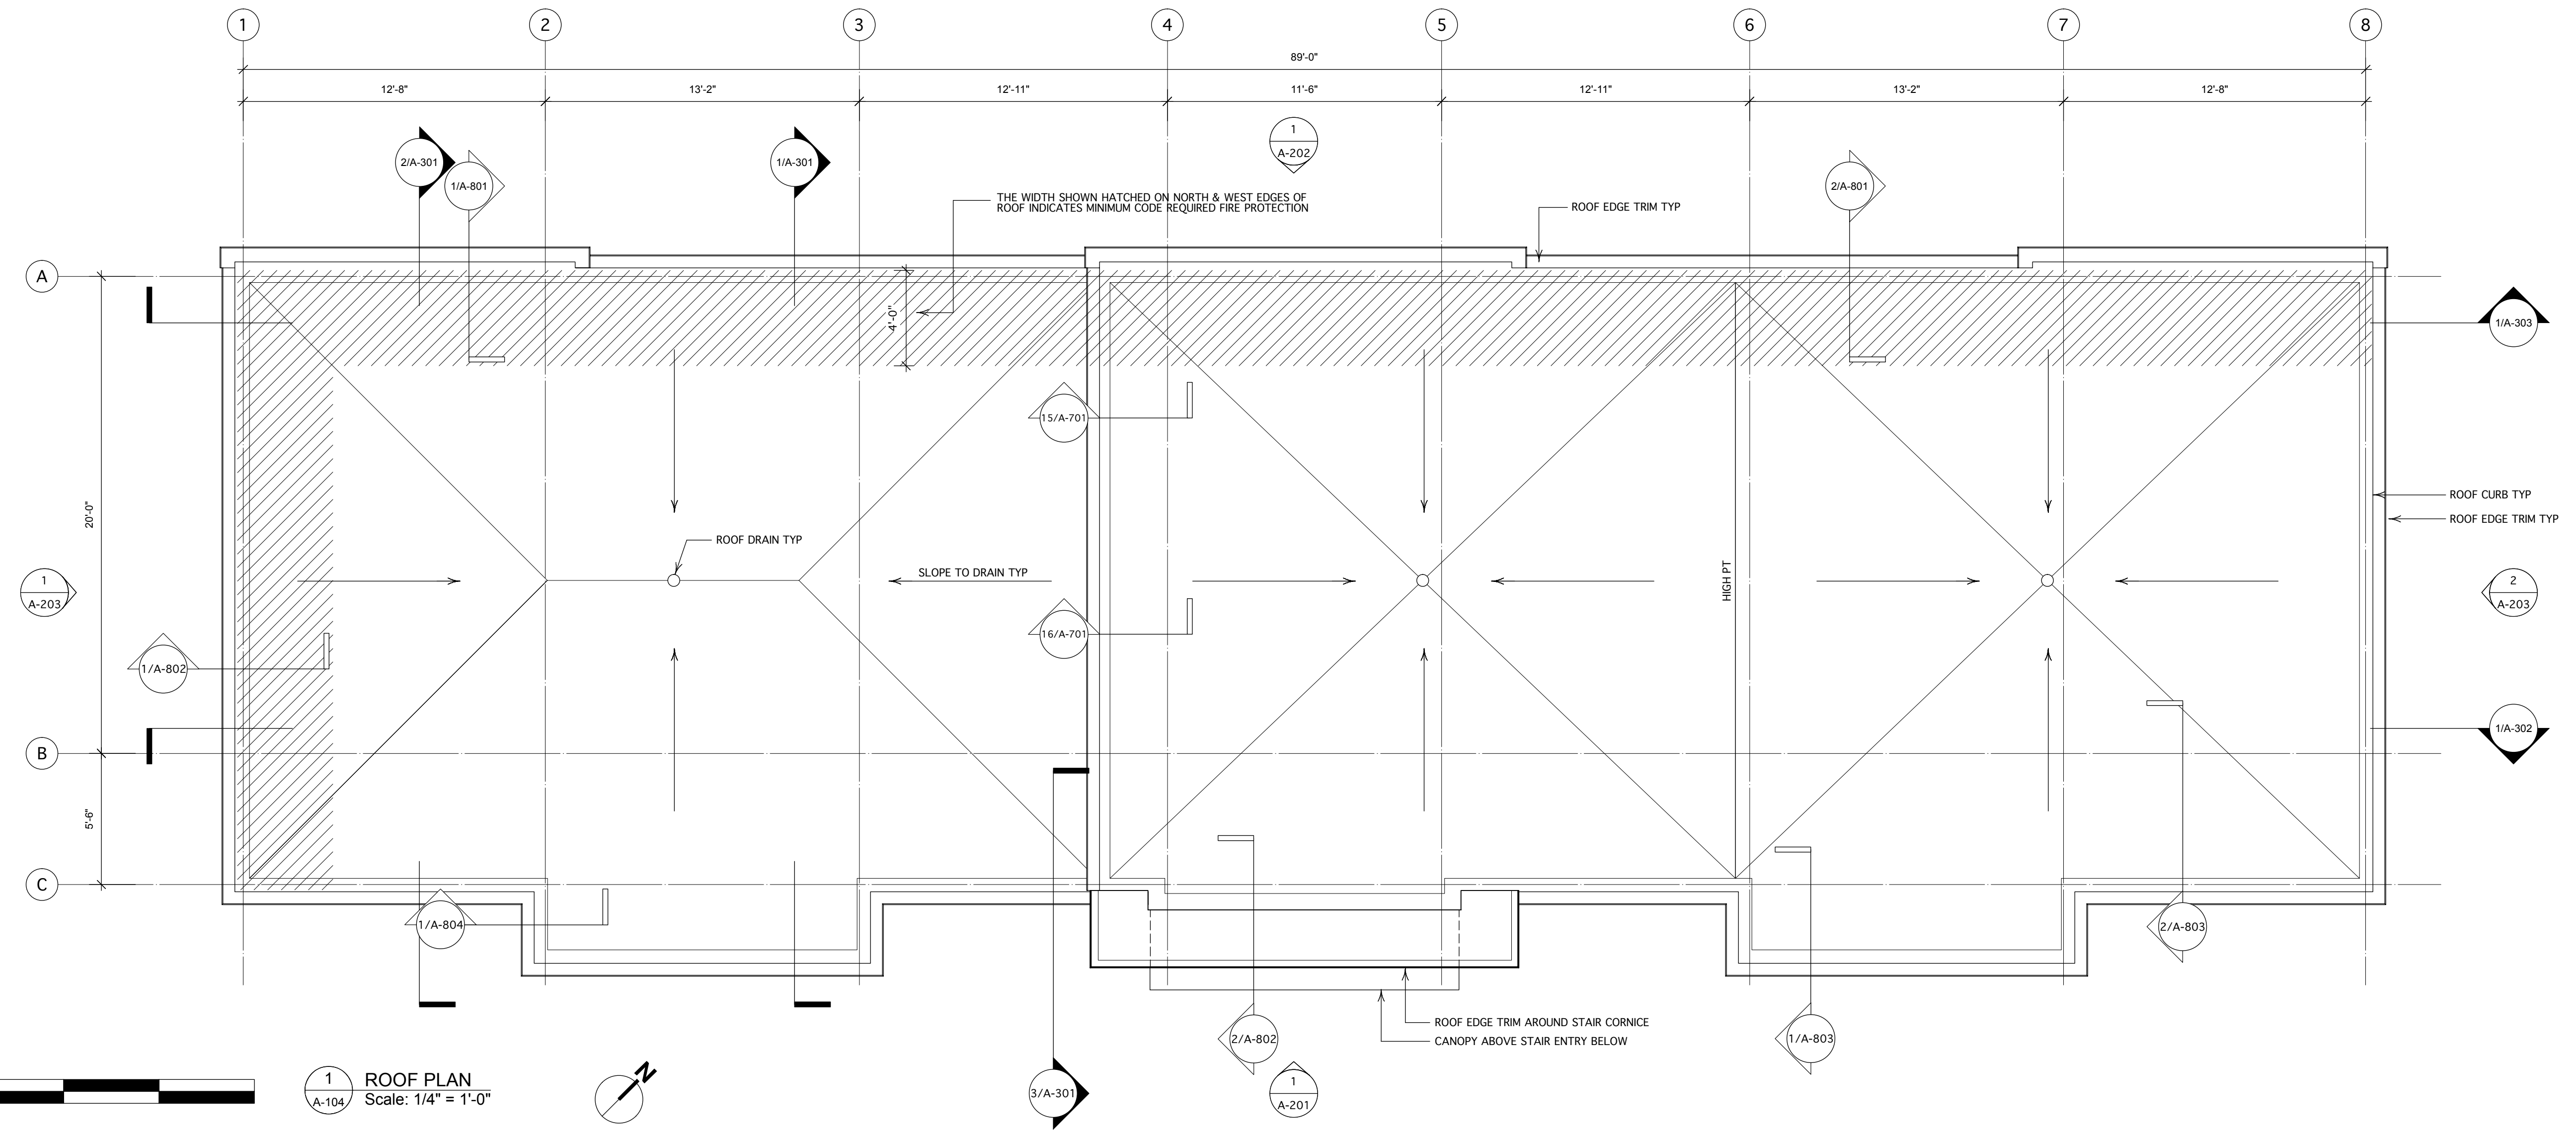 1 2 3 4 5 6 7 8
89'-0"
12'-8" 13'-2" 12'-11" 11'-6" 12'-11" 13'-2" 12'-8"
1
A-202
2/A-301
1/A-301
1/A-801
2/A-801
THE WIDTH SHOWN HATCHED ON NORTH & WEST EDGES OF
ROOF INDICATES MINIMUM CODE REQUIRED FIRE PROTECTION
ROOF EDGE TRIM TYP
A
4'-0"
1/A-303
15/A-701
20'-0"
ROOF CURB TYP
ROOF EDGE TRIM TYP
ROOF DRAIN TYP
SLOPE TO DRAIN TYP
HIGH PT
1
A-203
2
A-203
16/A-701
1/A-802
1/A-302
B
5'-6"
C
1/A-804
2/A-803
ROOF EDGE TRIM AROUND STAIR CORNICE
CANOPY ABOVE STAIR ENTRY BELOW
2/A-802
1/A-803
1
A-104
ROOF PLAN
Scale: 1/4" = 1'-0"
N
3/A-301
1
A-201